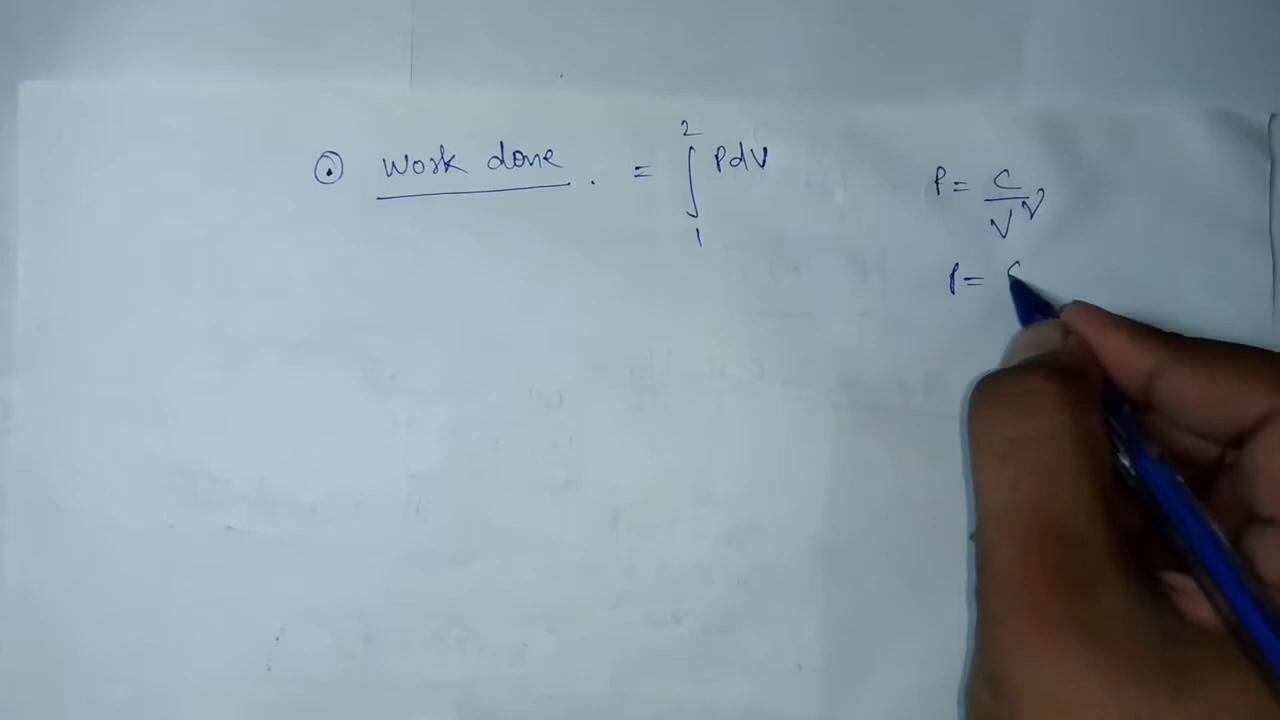 ⊙ Work done . = ∫₁² PdV
P = C / V^γ
P = C